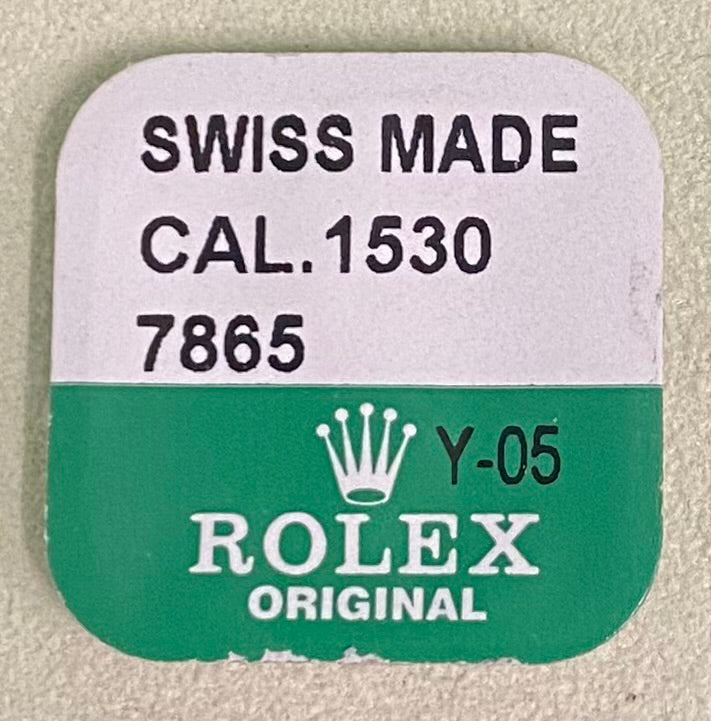 SWISS MADE
CAL.1530
7865
Y-05
ROLEX
ORIGINAL